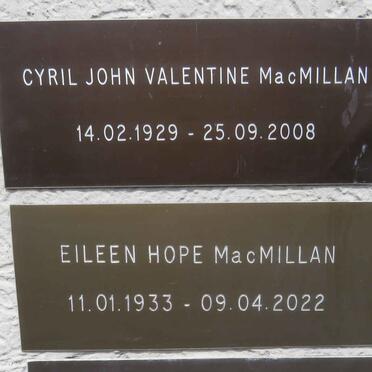 CYRIL JOHN VALENTINE MacMILLAN
14.02.1929 - 25.09.2008
EILEEN HOPE MacMILLAN
11.01.1933 - 09.04.2022